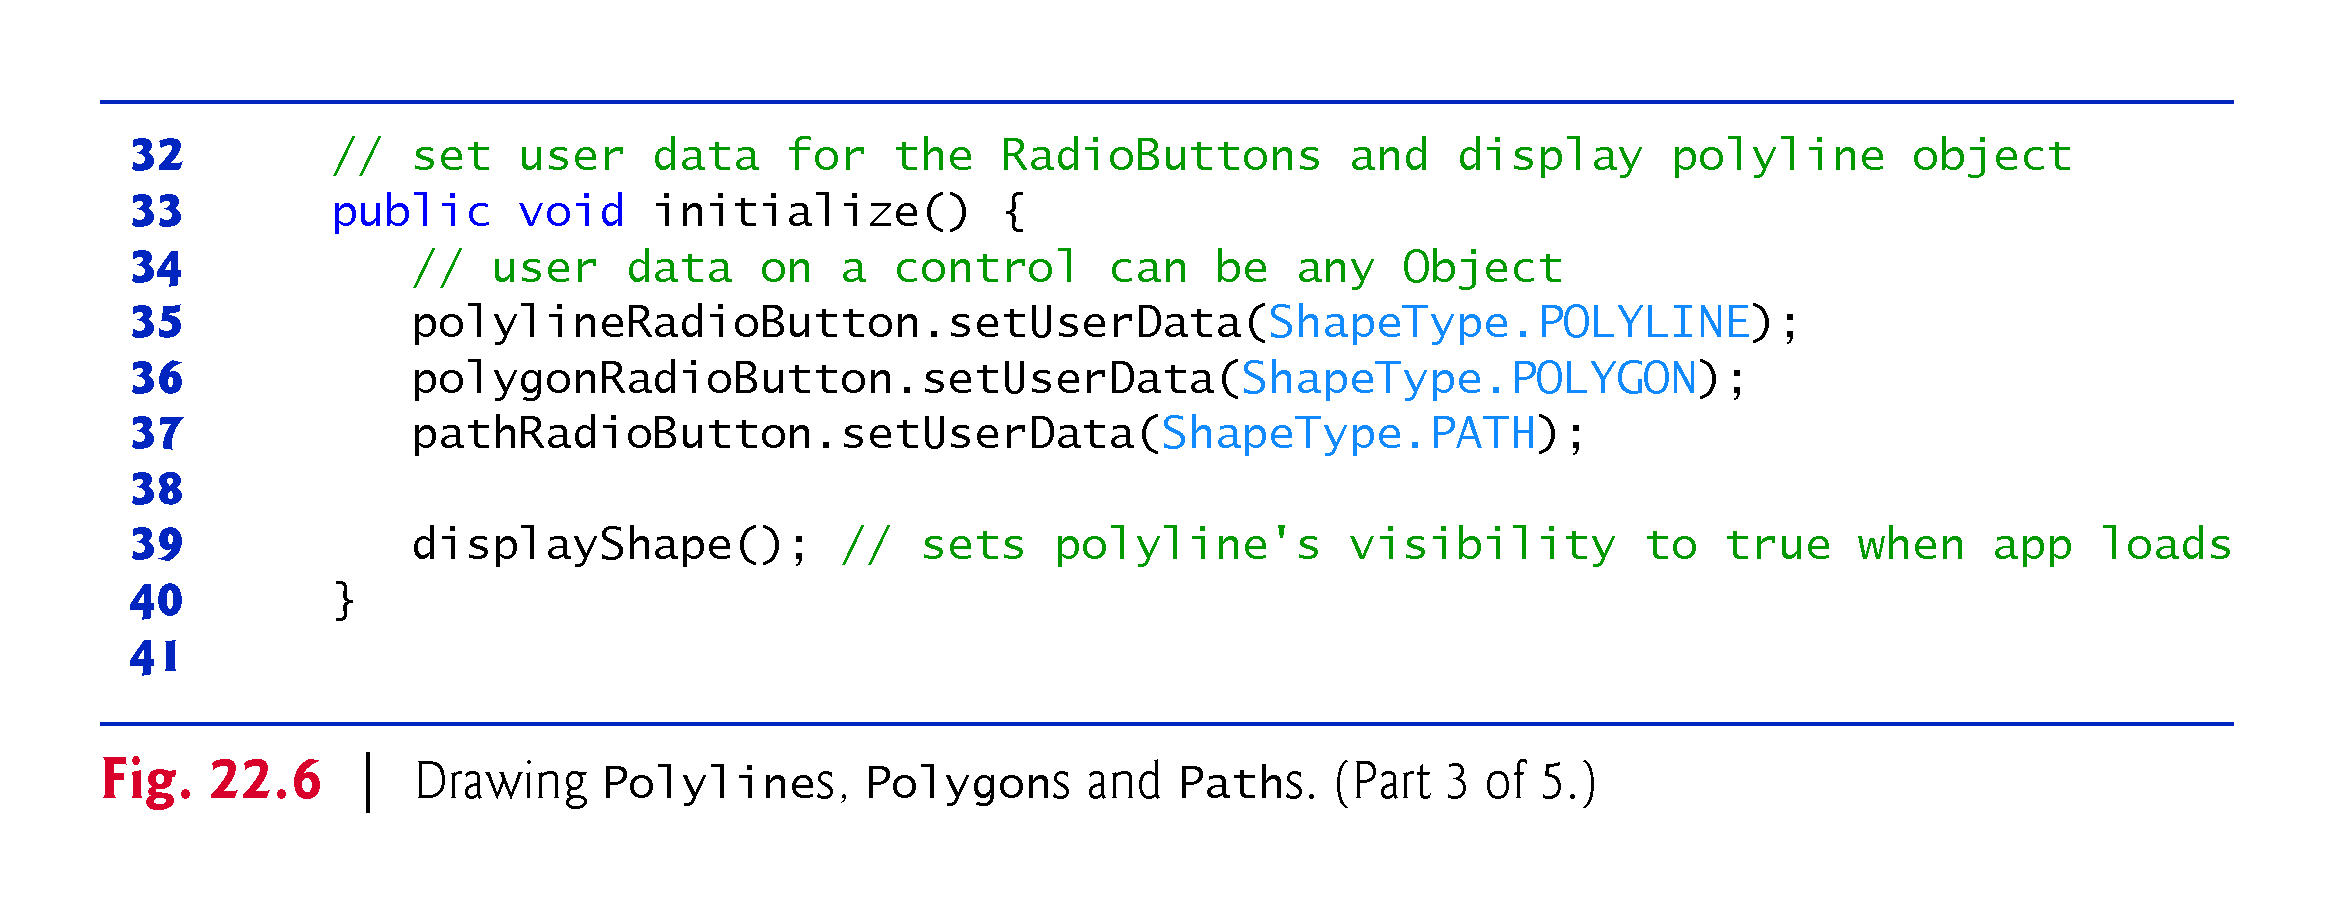 32 // set user data for the RadioButtons and display polyline object
33 public void initialize() {
34 // user data on a control can be any Object
35 polylineRadioButton.setUserData(ShapeType.POLYLINE);
36 polygonRadioButton.setUserData(ShapeType.POLYGON);
37 pathRadioButton.setUserData(ShapeType.PATH);
38
39 displayShape(); // sets polyline's visibility to true when app loads
40 }
41
Fig. 22.6 | Drawing Polylines, Polygons and Paths. (Part 3 of 5.)